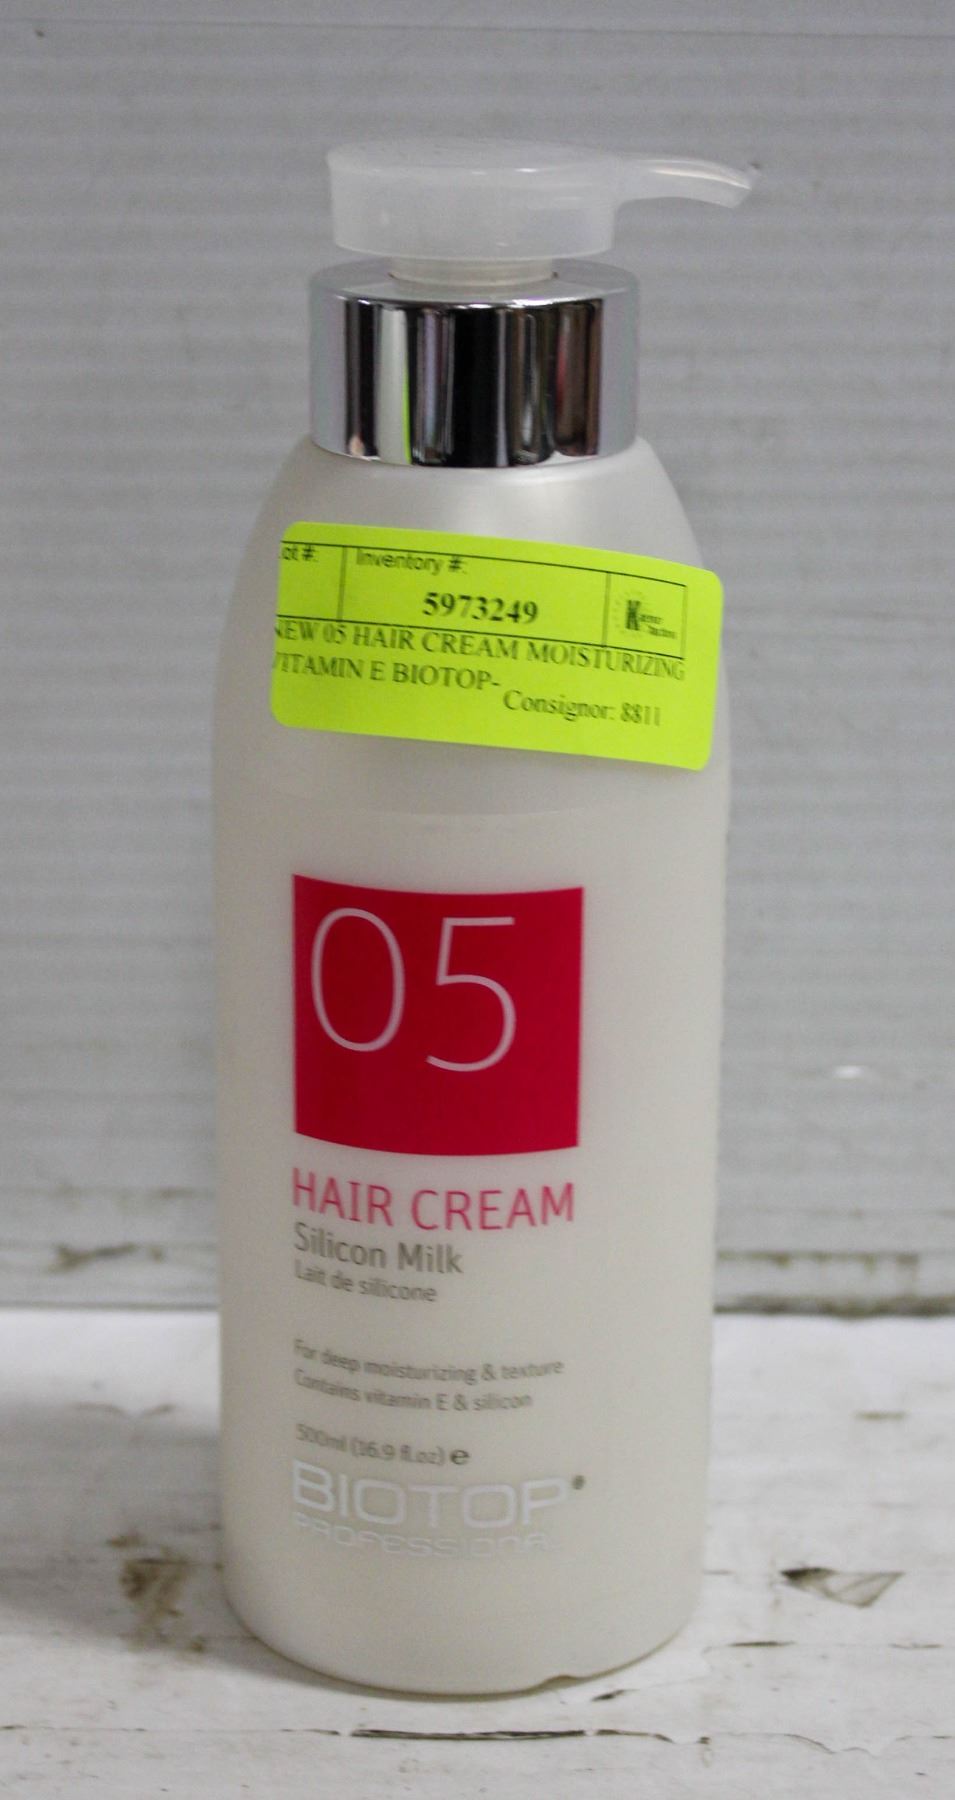 Lot #: Inventory #:
5973249
NEW 05 HAIR CREAM MOISTURIZING
VITAMIN E BIOTOP-
Consignor: 8811
05
HAIR CREAM
Silicon Milk
Lait de silicone
For deep moisturizing & texture
Contains vitamin E & silicon
500ml (16.9 fl.oz) ℮
BIOTOP®
PROFESSIONAL